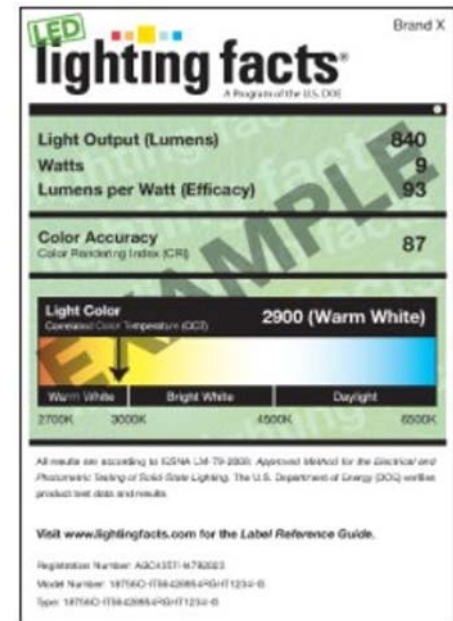 LED
Brand X
lighting facts®
A Program of the U.S. DOE
Light Output (Lumens) 840
Watts 9
Lumens per Watt (Efficacy) 93
Color Accuracy 87
Color Rendering Index (CRI)
EXAMPLE
Light Color 2900 (Warm White)
Correlated Color Temperature (CCT)
Warm White Bright White Daylight
2700K 3000K 4500K 6500K
All results are according to IESNA LM-79-2008: Approved Method for the Electrical and
Photometric Testing of Solid-State Lighting. The U.S. Department of Energy (DOE) verifies
product test data and results.
Visit www.lightingfacts.com for the Label Reference Guide.
Registration Number:
Model Number:
Type: